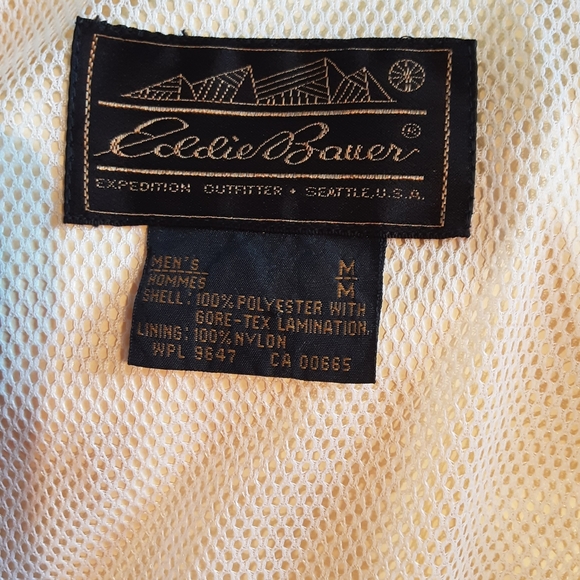 Eddie Bauer®
EXPEDITION OUTFITTER • SEATTLE, U.S.A.
MEN'S M
HOMMES M
SHELL: 100% POLYESTER WITH
GORE-TEX LAMINATION.
LINING: 100% NYLON
WPL 9647 CA 00665